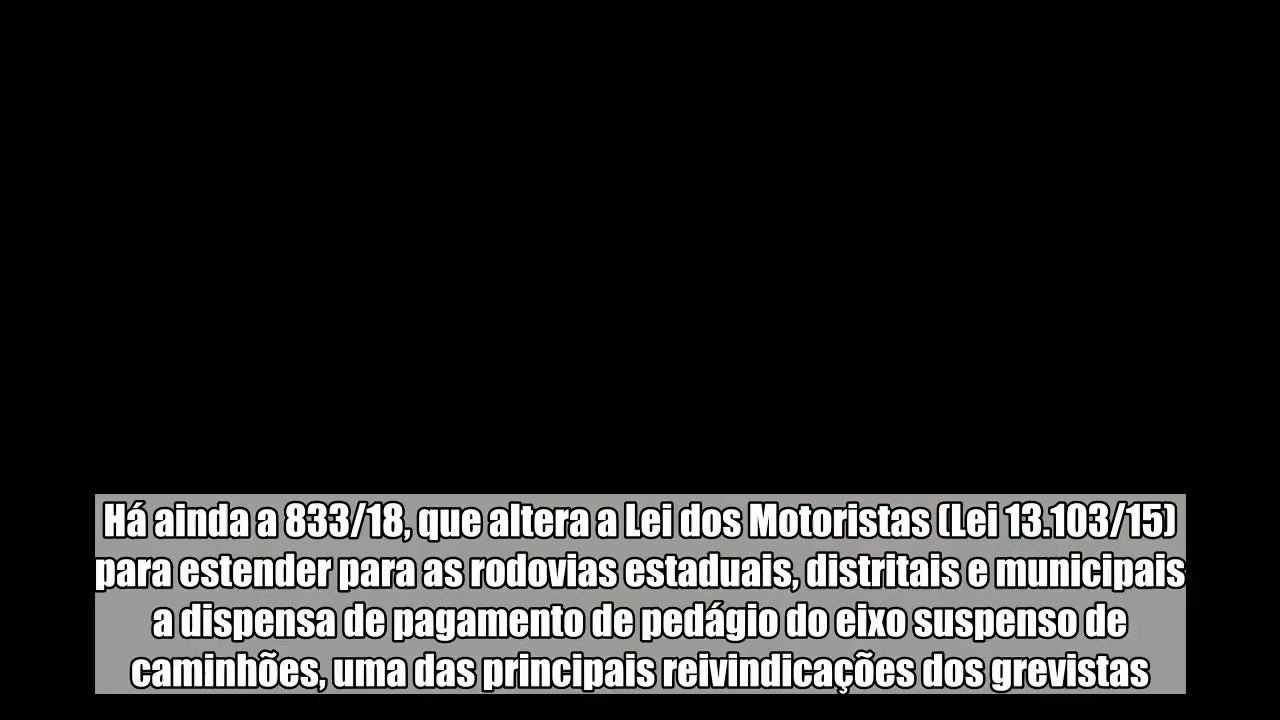 Há ainda a 833/18, que altera a Lei dos Motoristas (Lei 13.103/15)
para estender para as rodovias estaduais, distritais e municipais
a dispensa de pagamento de pedágio do eixo suspenso de
caminhões, uma das principais reivindicações dos grevistas